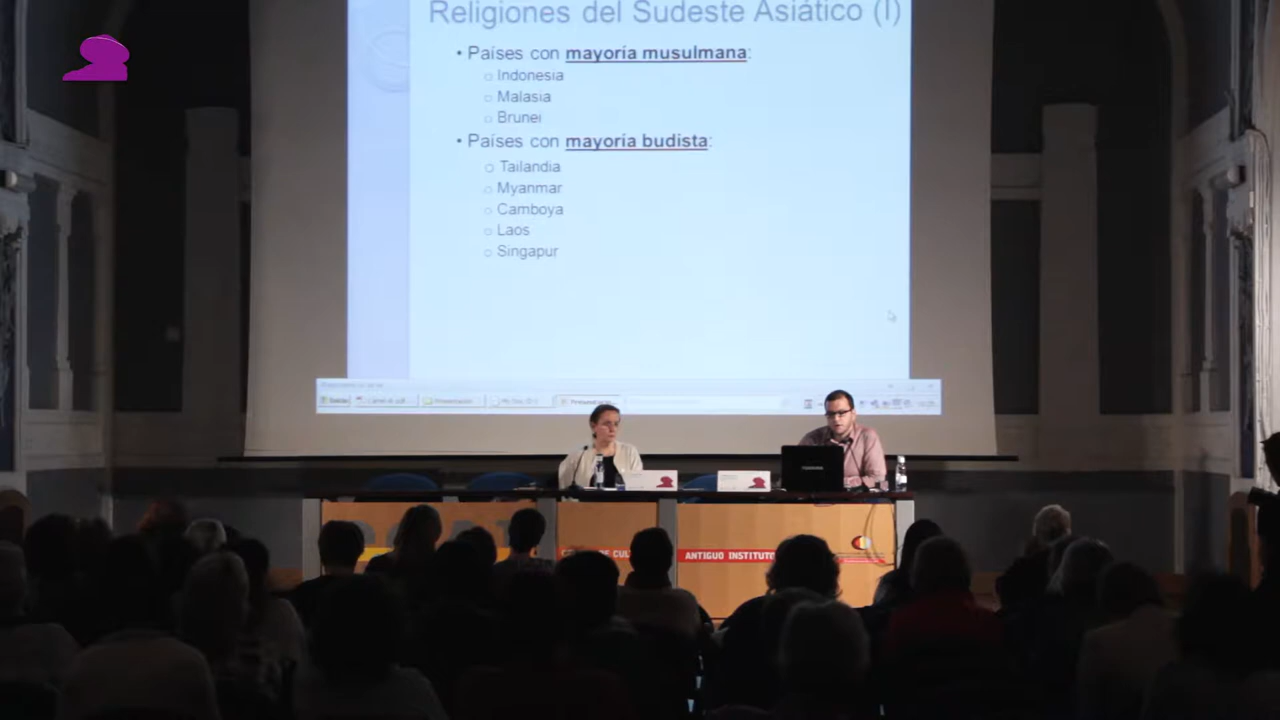 Religiones del Sudeste Asiático (I)
• Países con mayoría musulmana:
o Indonesia
o Malasia
o Brunei
• Países con mayoría budista:
o Tailandia
o Myanmar
o Camboya
o Laos
o Singapur
ANTIGUO INSTITUTO